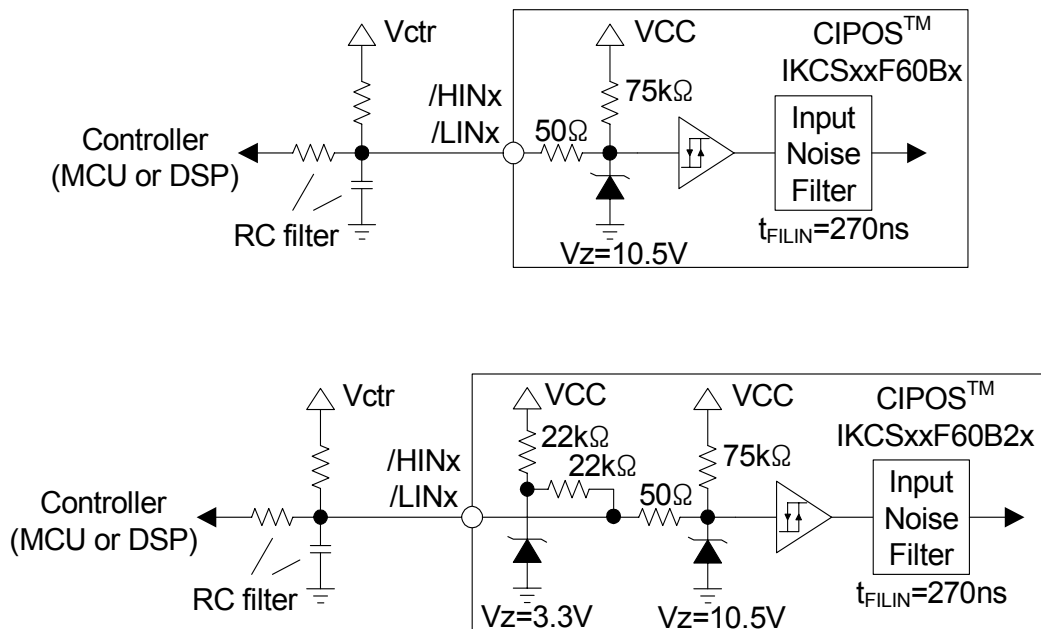 Vctr
VCC
CIPOS™
IKCSxxF60Bx
/HINx
/LINx
75kΩ
50Ω
Controller
(MCU or DSP)
Input
Noise
Filter
RC filter
tFILIN=270ns
Vz=10.5V
Vctr
VCC
VCC
CIPOS™
IKCSxxF60B2x
22kΩ
/HINx
/LINx
22kΩ
75kΩ
50Ω
Controller
(MCU or DSP)
Input
Noise
Filter
RC filter
tFILIN=270ns
Vz=3.3V
Vz=10.5V